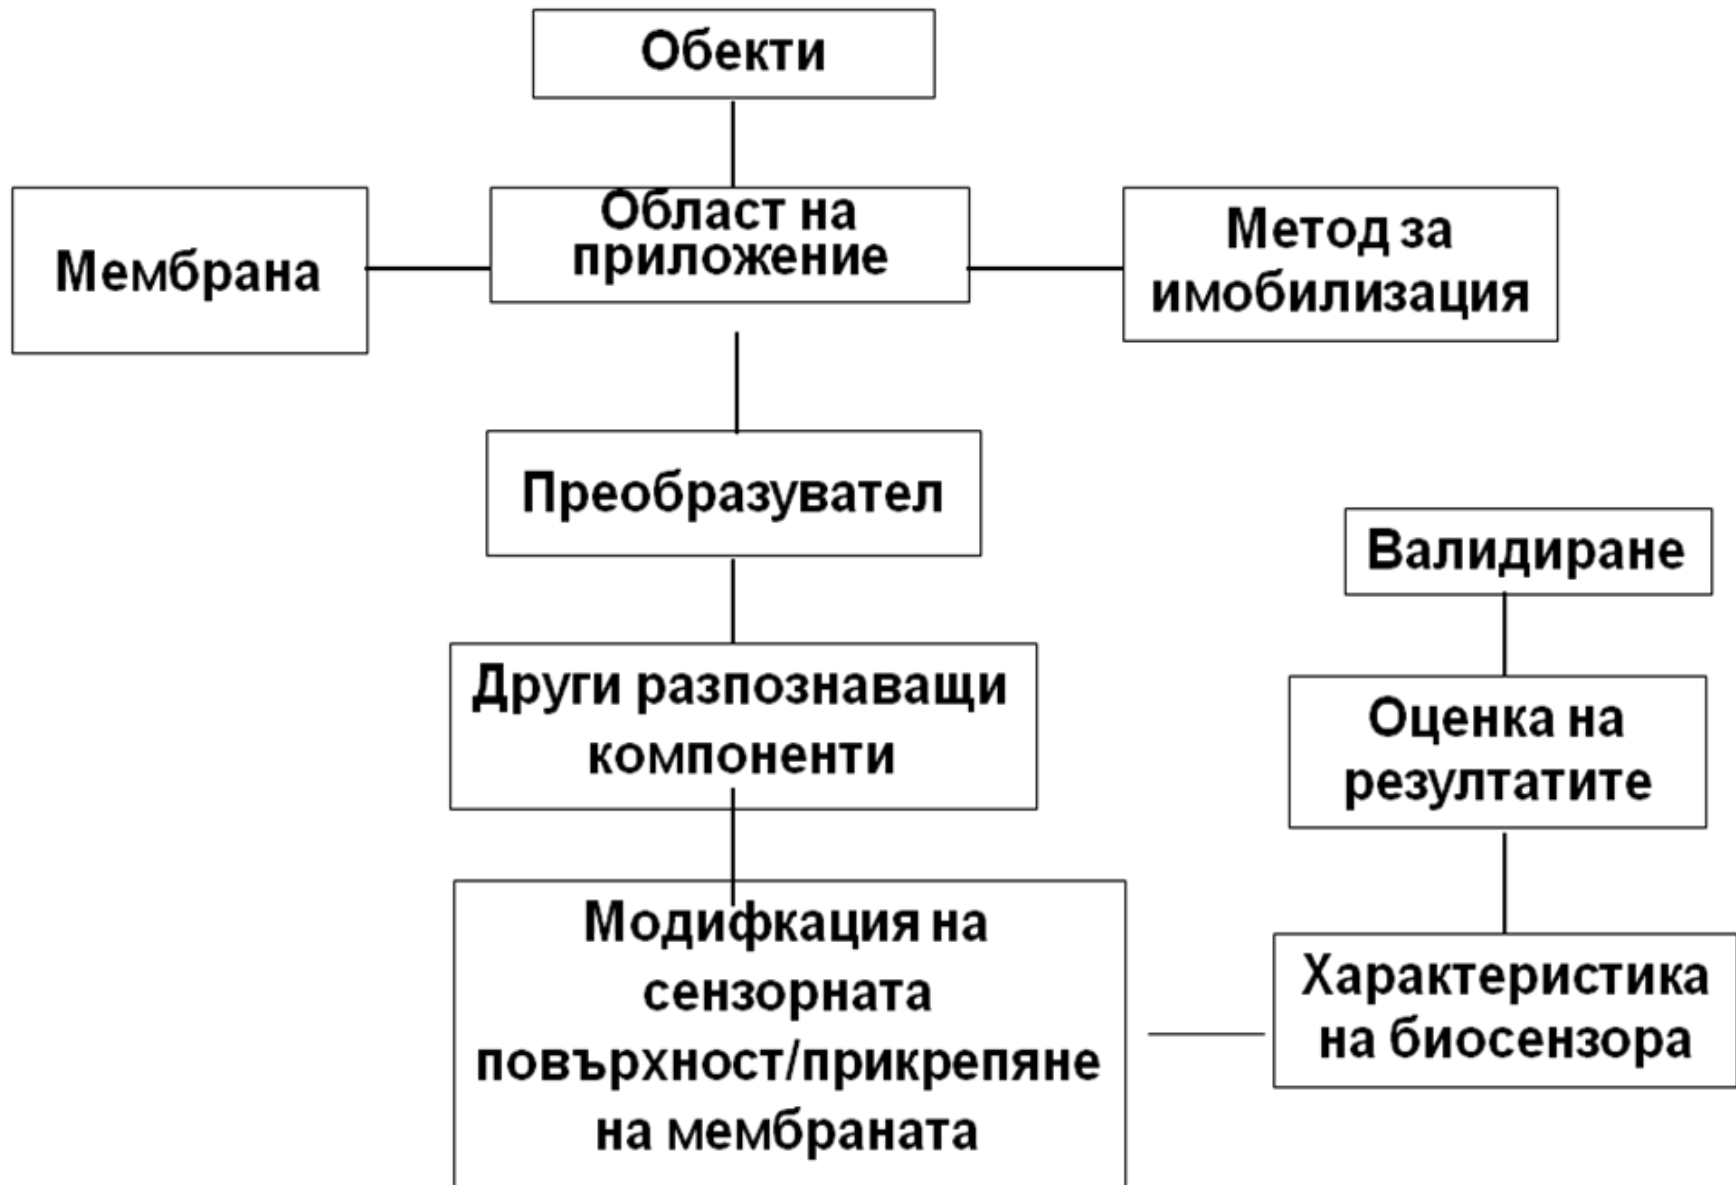 Обекти
Област на
приложение
Мембрана
Метод за
имобилизация
Преобразувател
Други разпознаващи
компоненти
Модифкация на
сензорната
повърхност/прикрепяне
на мембраната
Валидиране
Оценка на
резултатите
Характеристика
на биосензора